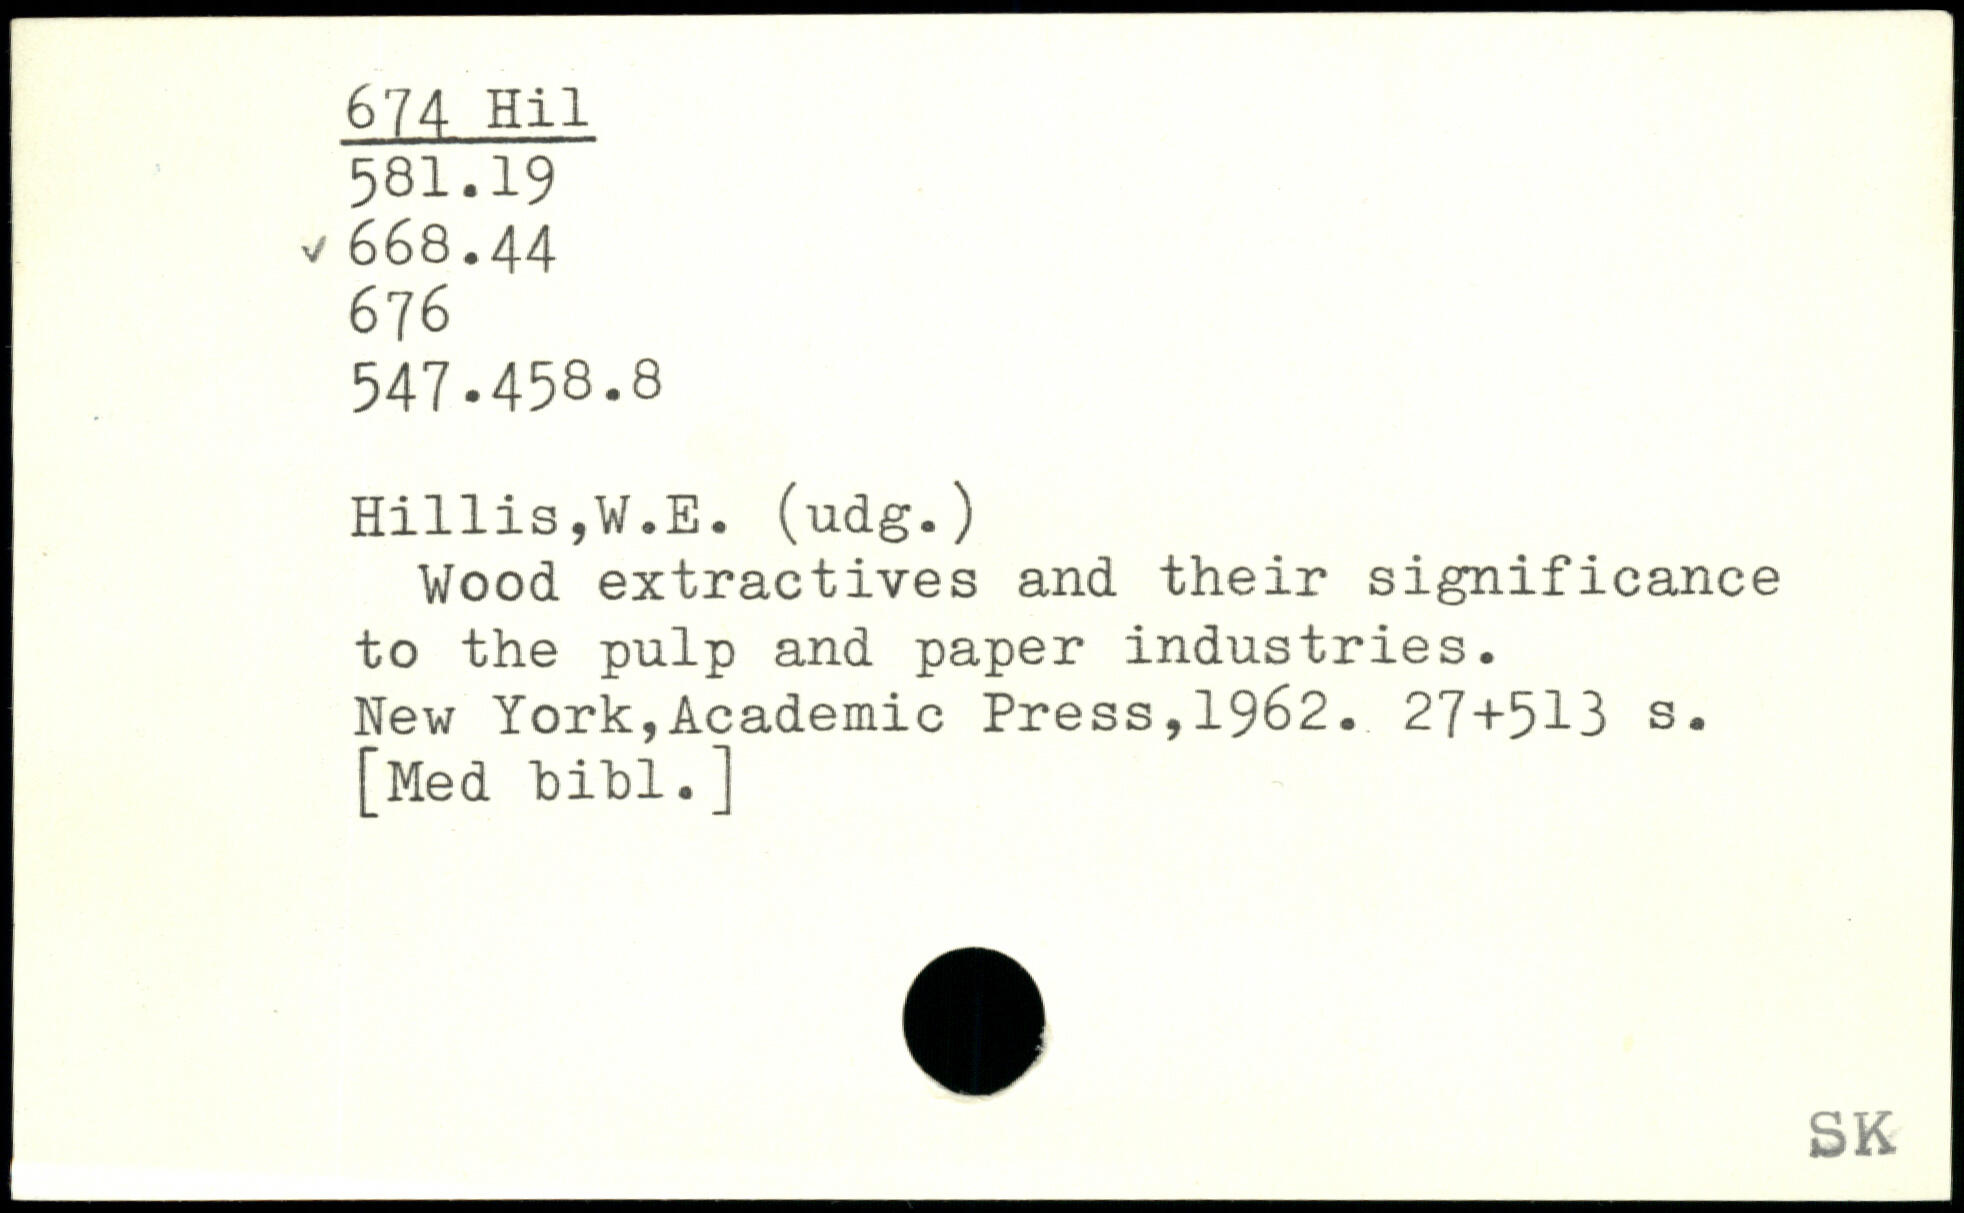 674 Hil
581.19
✓ 668.44
676
547.458.8
Hillis,W.E. (udg.)
Wood extractives and their significance
to the pulp and paper industries.
New York,Academic Press,1962. 27+513 s.
[Med bibl.]
SK